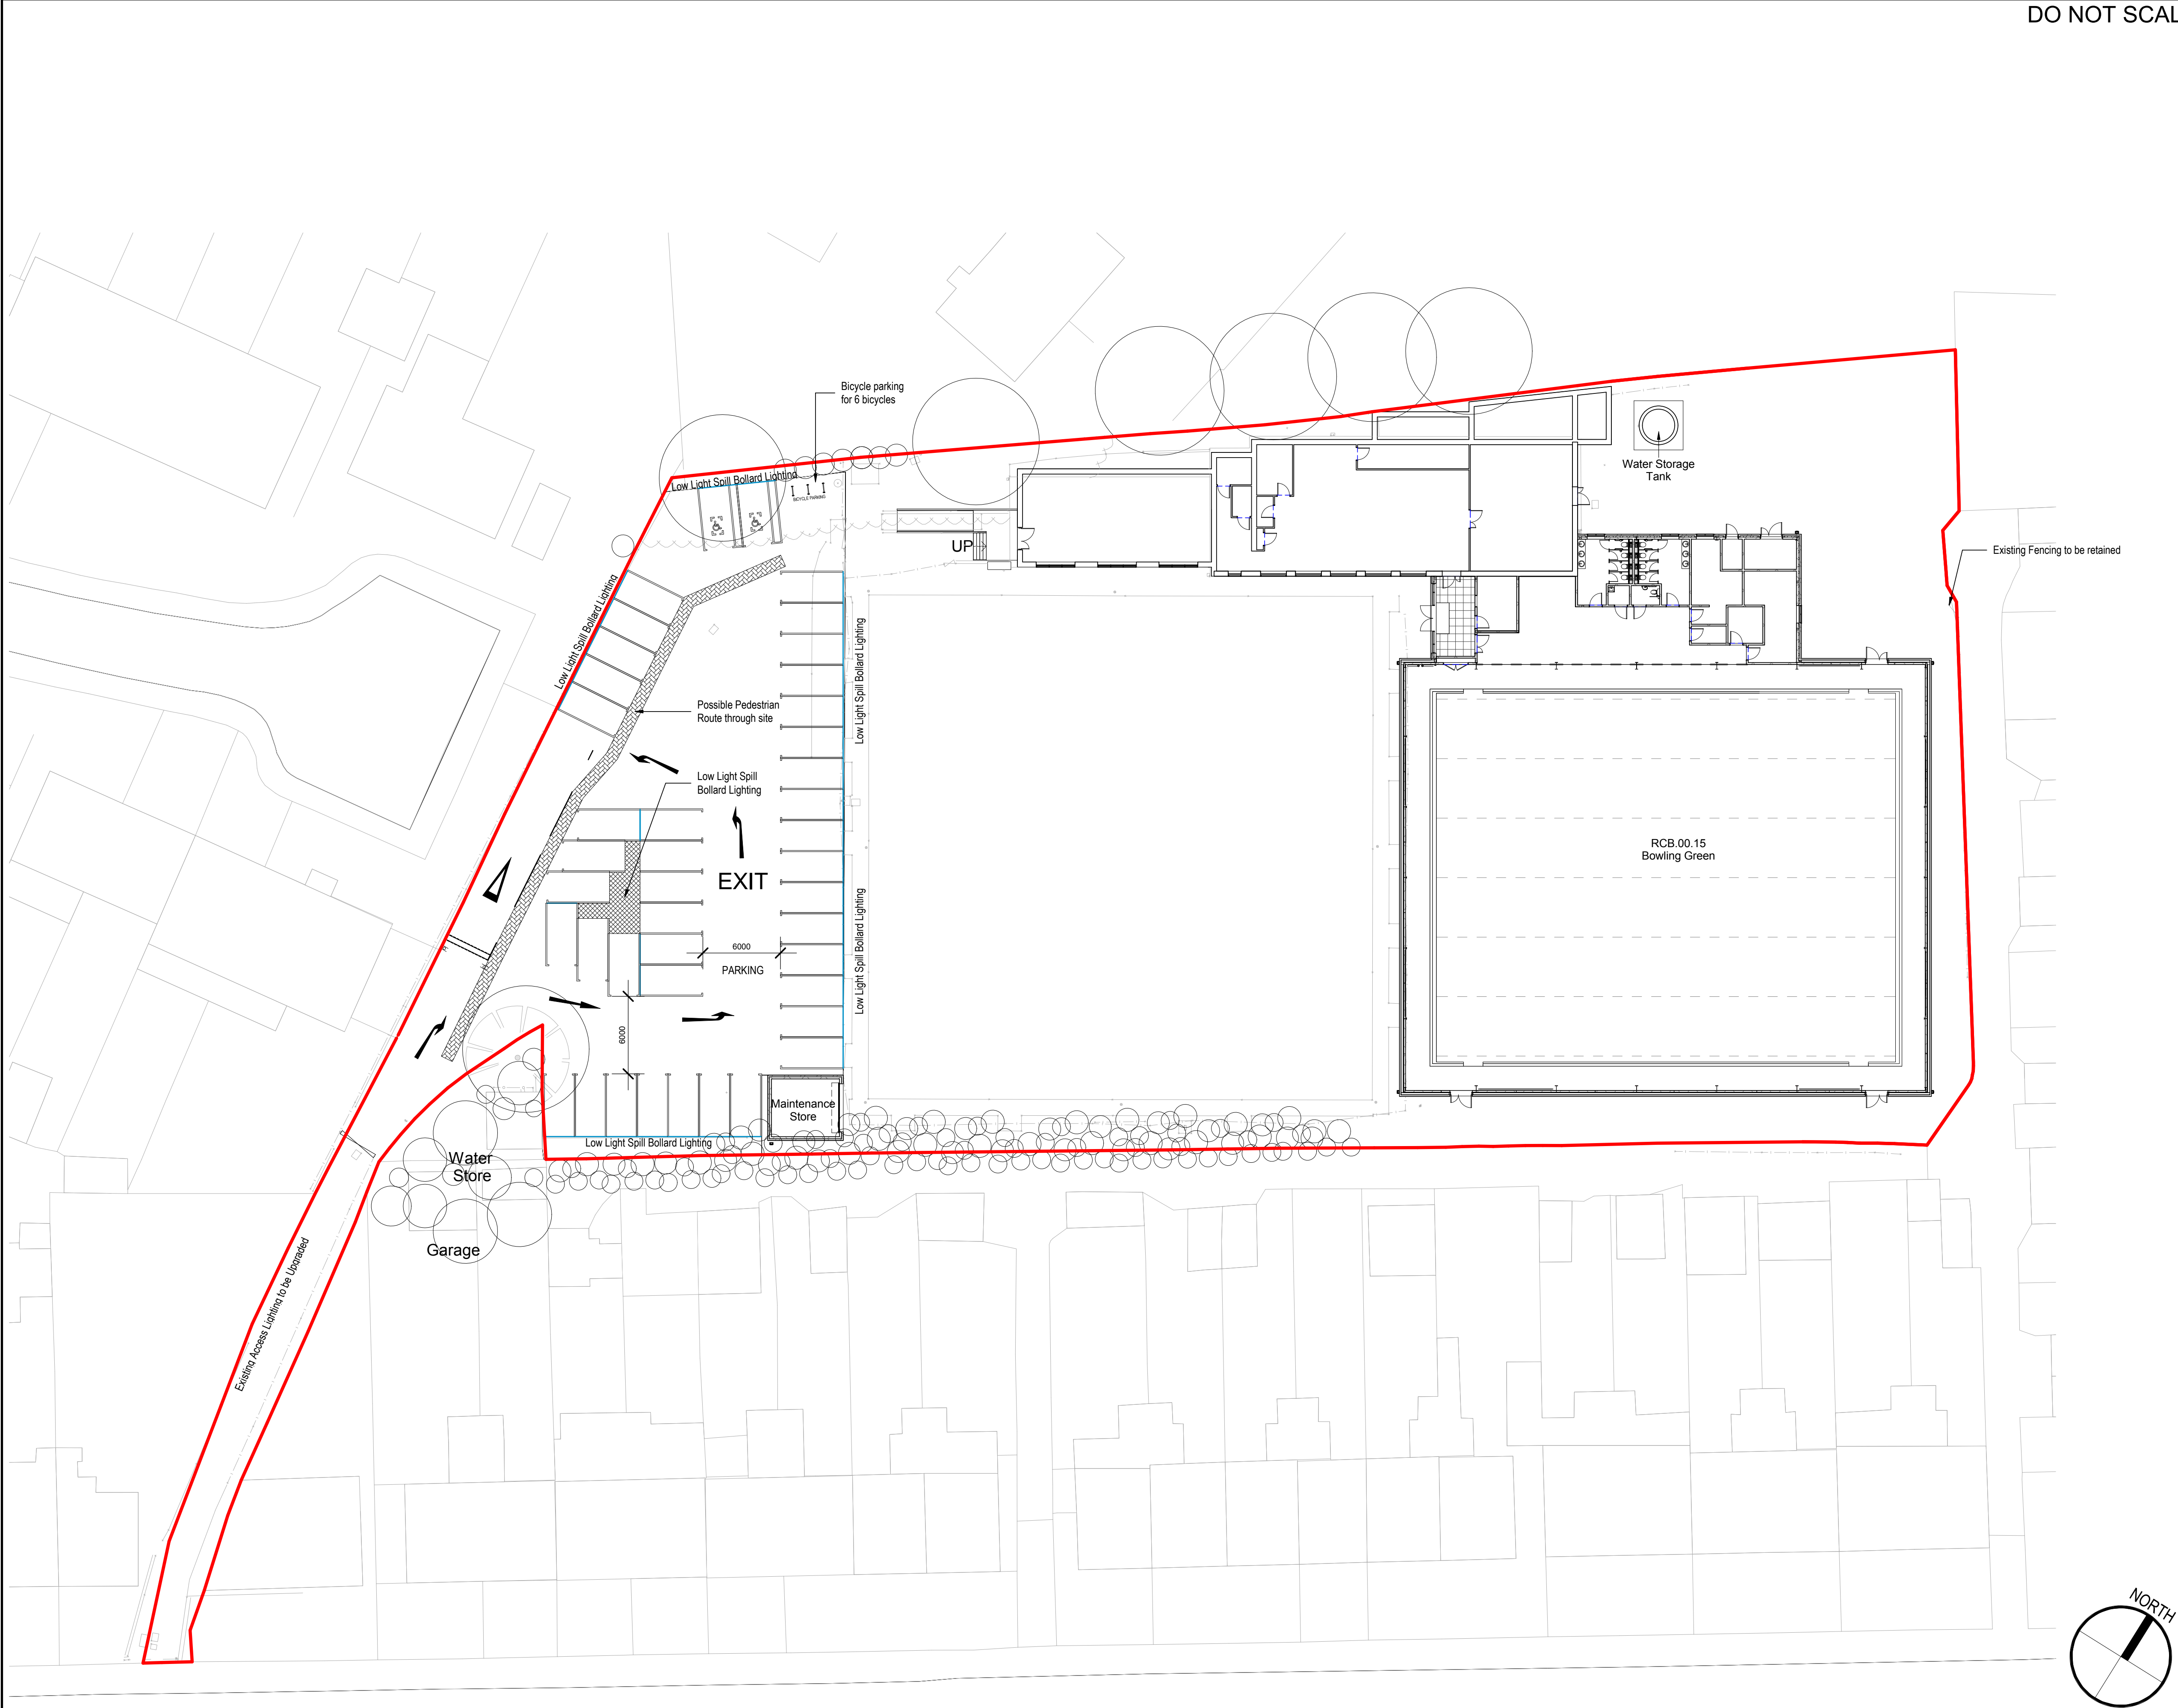 DO NOT SCAL
Bicycle parking
for 6 bicycles
Low Light Spill Bollard Lighting
BICYCLE PARKING
Water Storage
Tank
UP
Existing Fencing to be retained
Low Light Spill Bollard Lighting
Low Light Spill Bollard Lighting
Possible Pedestrian
Route through site
Low Light Spill
Bollard Lighting
RCB.00.15
Bowling Green
EXIT
Low Light Spill Bollard Lighting
6000
PARKING
6000
Maintenance
Store
Low Light Spill Bollard Lighting
Water
Store
Garage
Existing Access Lighting to be Upgraded
NORTH